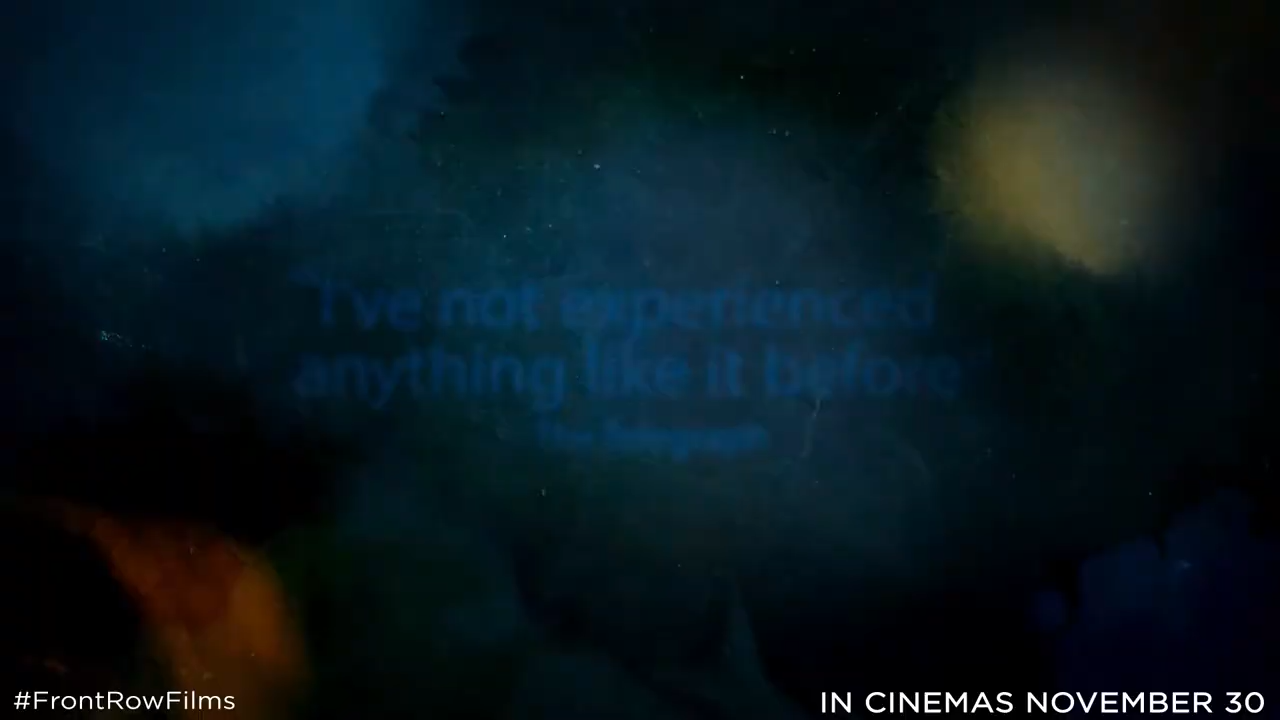 "I've not experienced
anything like it before"
#FrontRowFilms
IN CINEMAS NOVEMBER 30